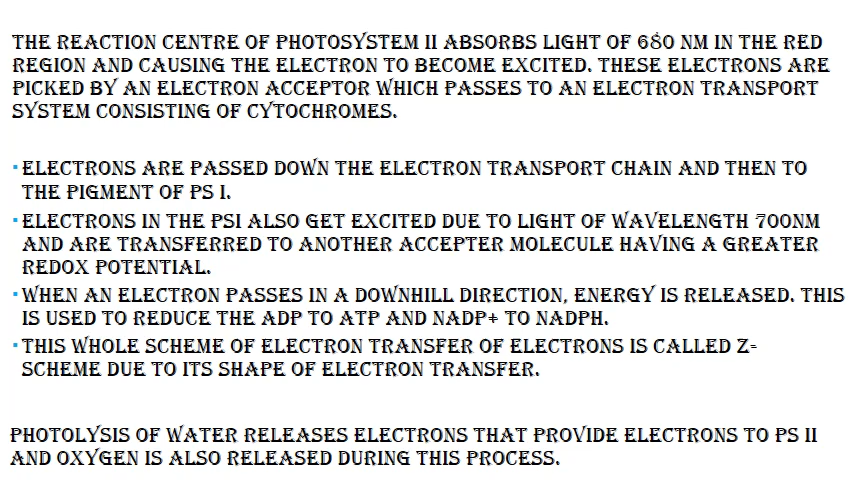 THE REACTION CENTRE OF PHOTOSYSTEM II ABSORBS LIGHT OF 680 NM IN THE RED
REGION AND CAUSING THE ELECTRON TO BECOME EXCITED. THESE ELECTRONS ARE
PICKED BY AN ELECTRON ACCEPTOR WHICH PASSES TO AN ELECTRON TRANSPORT
SYSTEM CONSISTING OF CYTOCHROMES.
▪ELECTRONS ARE PASSED DOWN THE ELECTRON TRANSPORT CHAIN AND THEN TO
THE PIGMENT OF PS I.
▪ELECTRONS IN THE PSI ALSO GET EXCITED DUE TO LIGHT OF WAVELENGTH 700NM
AND ARE TRANSFERRED TO ANOTHER ACCEPTER MOLECULE HAVING A GREATER
REDOX POTENTIAL.
▪WHEN AN ELECTRON PASSES IN A DOWNHILL DIRECTION, ENERGY IS RELEASED. THIS
IS USED TO REDUCE THE ADP TO ATP AND NADP+ TO NADPH.
▪THIS WHOLE SCHEME OF ELECTRON TRANSFER OF ELECTRONS IS CALLED Z-
SCHEME DUE TO ITS SHAPE OF ELECTRON TRANSFER.
PHOTOLYSIS OF WATER RELEASES ELECTRONS THAT PROVIDE ELECTRONS TO PS II
AND OXYGEN IS ALSO RELEASED DURING THIS PROCESS.